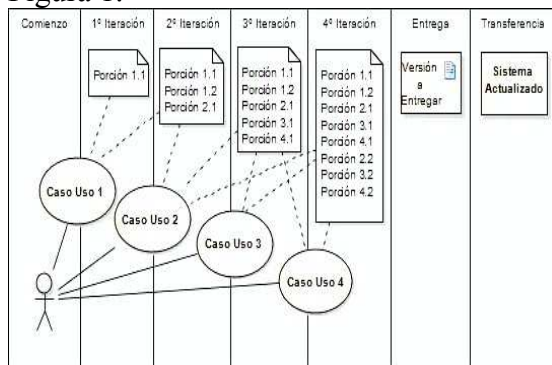 Figura 1.
Comienzo
1º Iteración
2º Iteración
3º Iteración
4º Iteración
Entrega
Transferencia
Porción 1.1
Porción 1.1
Porción 1.2
Porción 2.1
Porción 1.1
Porción 1.2
Porción 2.1
Porción 3.1
Porción 4.1
Porción 1.1
Porción 1.2
Porción 2.1
Porción 3.1
Porción 4.1
Porción 2.2
Porción 3.2
Porción 4.2
Versión
a
Entregar
Sistema
Actualizado
Caso Uso 1
Caso Uso 2
Caso Uso 3
Caso Uso 4